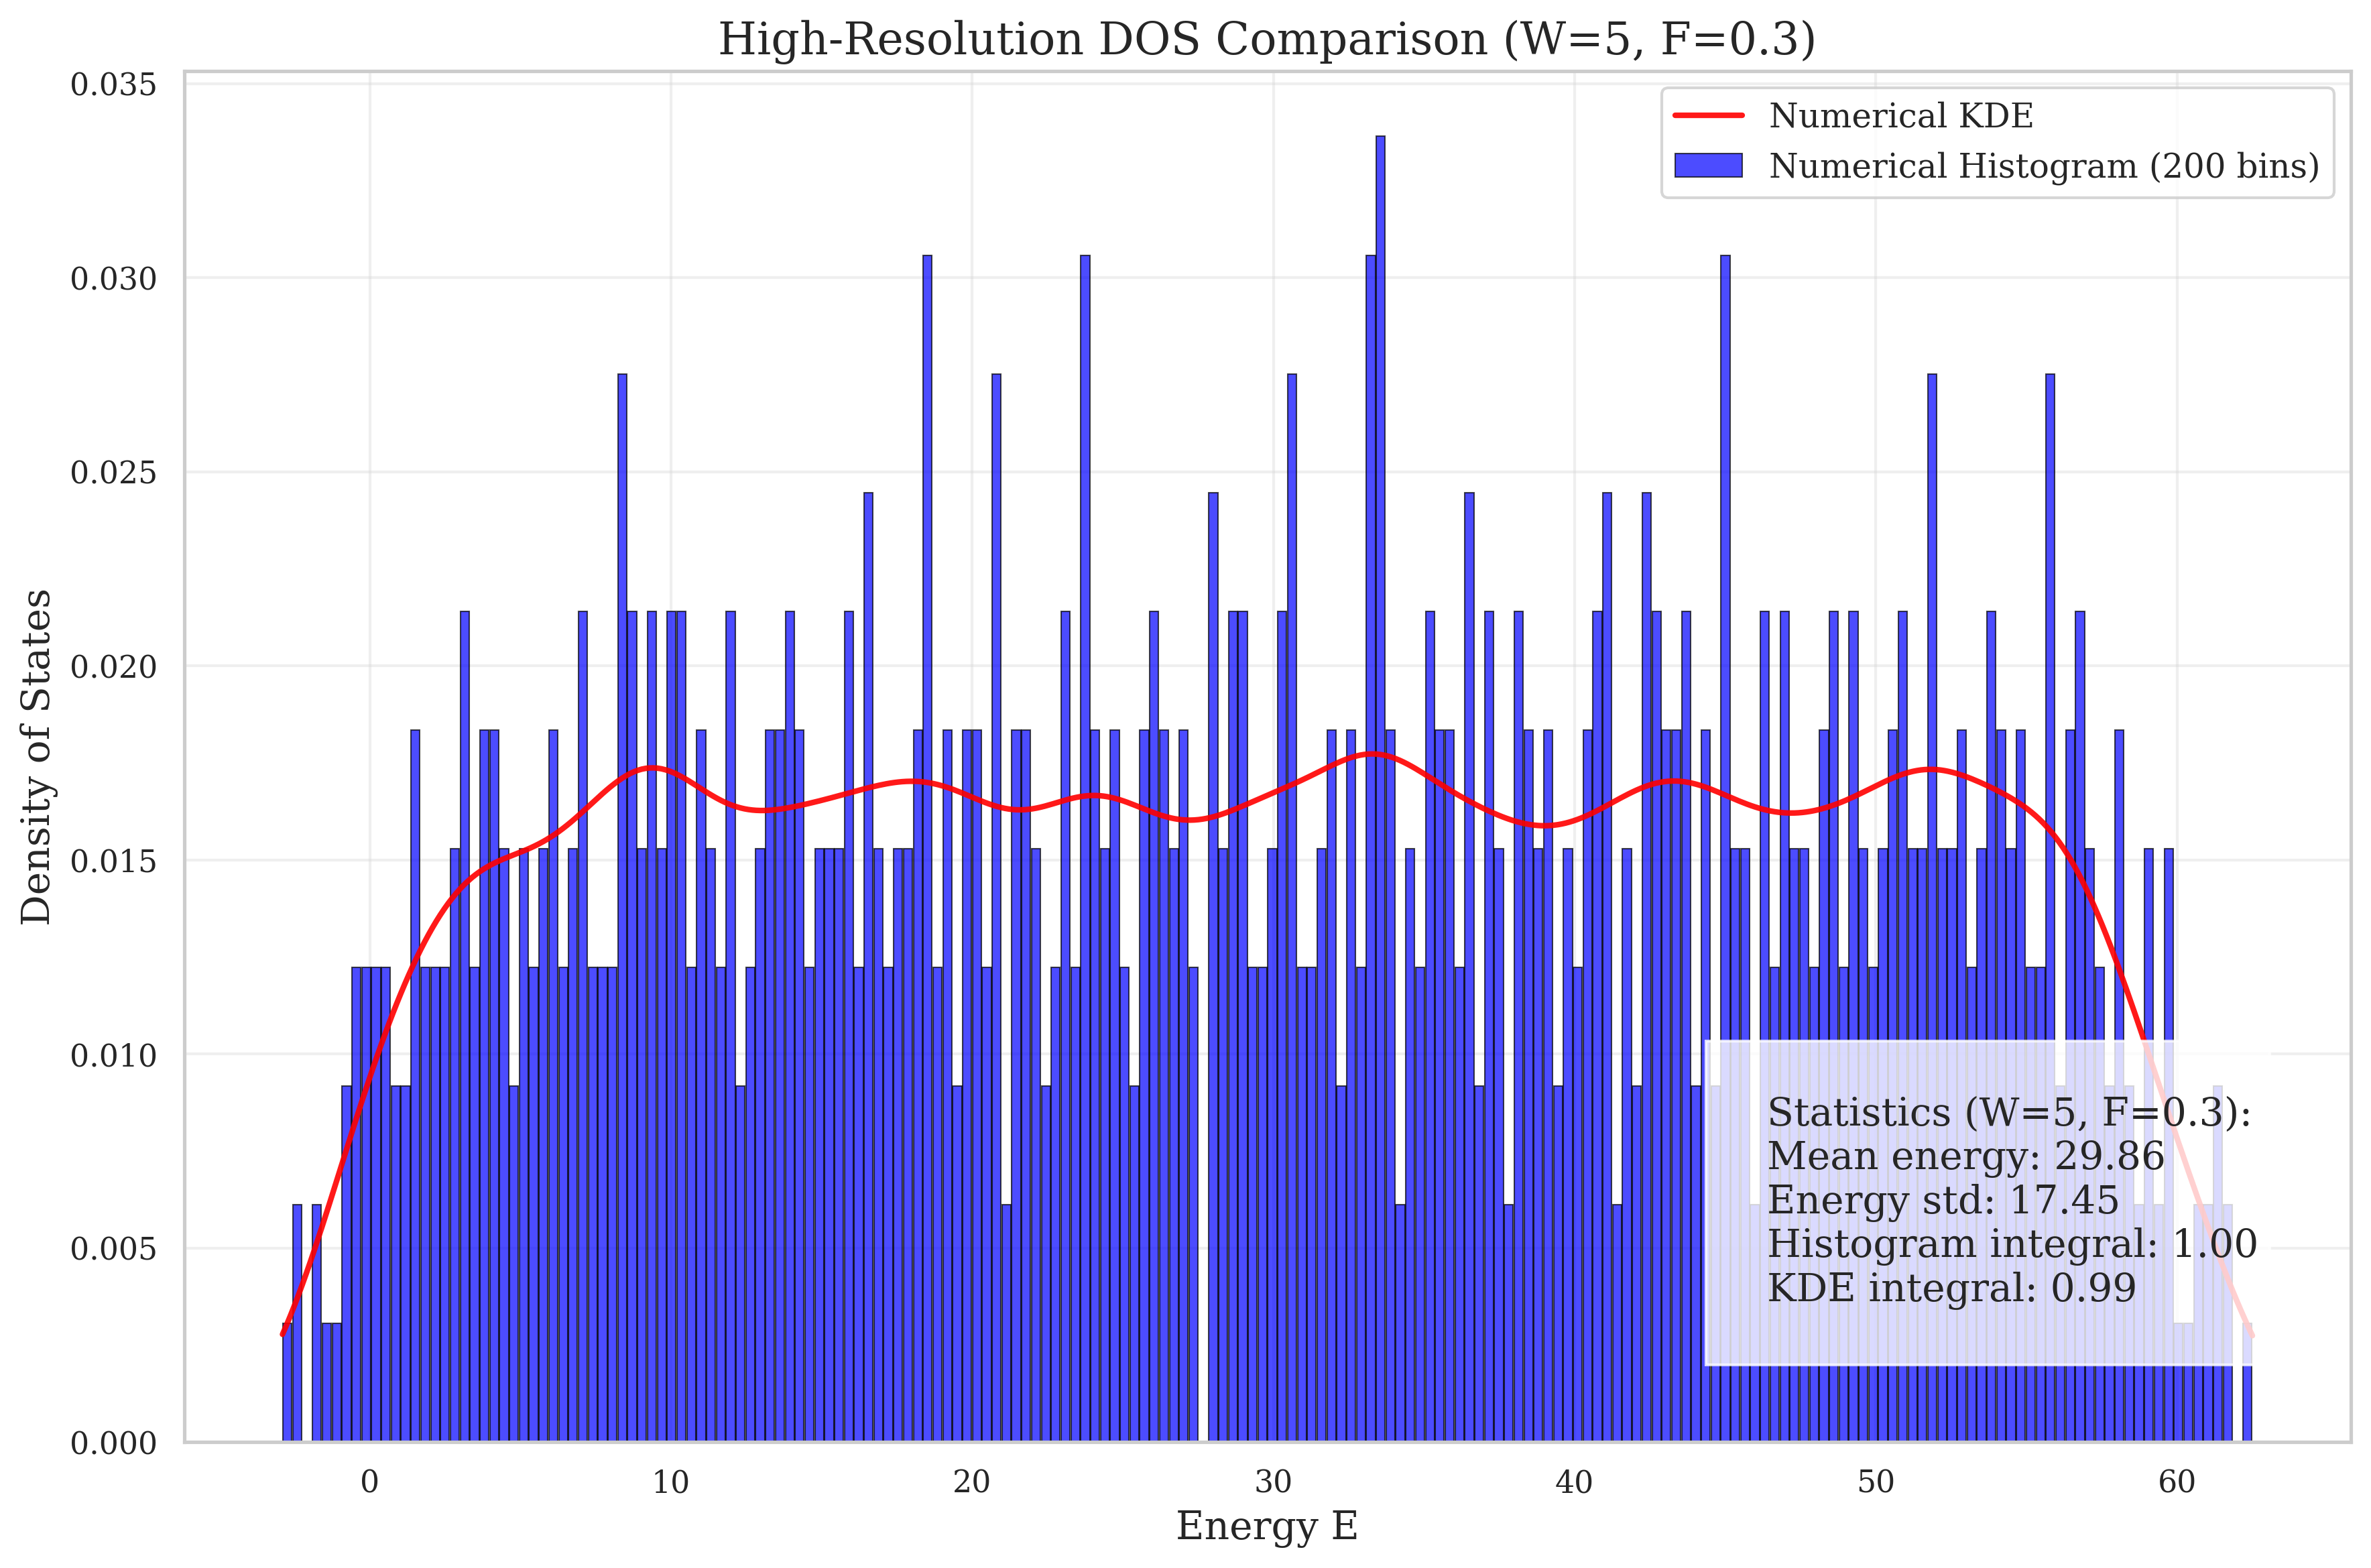 High-Resolution DOS Comparison (W=5, F=0.3)
Numerical KDE
Numerical Histogram (200 bins)
Density of States
0.035
0.030
0.025
0.020
0.015
0.010
0.005
0.000
Statistics (W=5, F=0.3):
Mean energy: 29.86
Energy std: 17.45
Histogram integral: 1.00
KDE integral: 0.99
0 10 20 30 40 50 60
Energy E